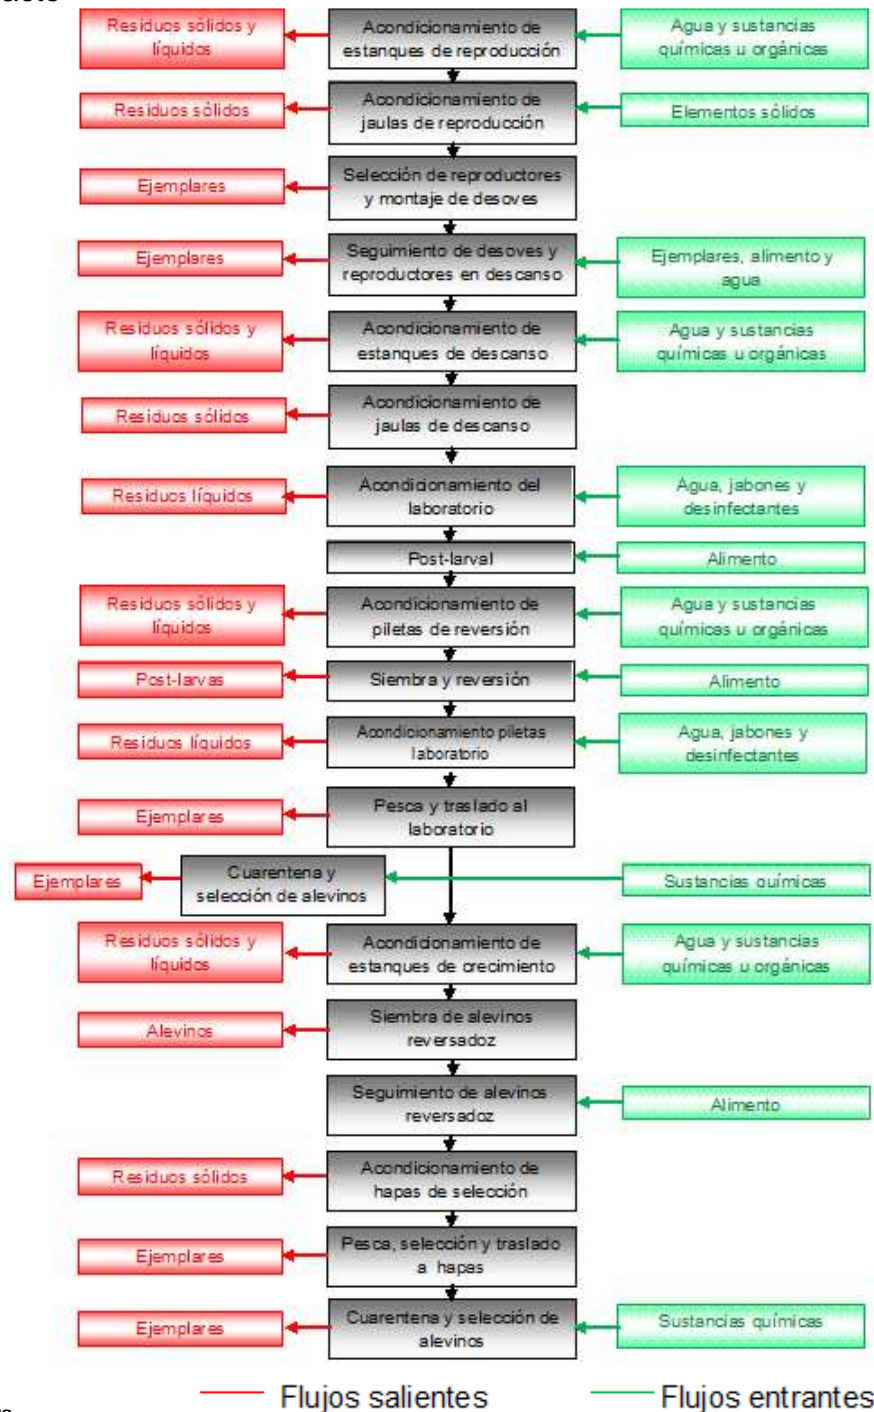 Residuos sólidos y
líquidos
Acondicionamiento de
estanques de reproducción
Agua y sustancias
químicas u orgánicas
Residuos sólidos
Acondicionamiento de
jaulas de reproducción
Elementos sólidos
Ejemplares
Selección de reproductores
y montaje de desoves
Ejemplares
Seguimiento de desoves y
reproductores en descanso
Ejemplares, alimento y
agua
Residuos sólidos y
líquidos
Acondicionamiento de
estanques de descanso
Agua y sustancias
químicas u orgánicas
Residuos sólidos
Acondicionamiento de
jaulas de descanso
Residuos líquidos
Acondicionamiento del
laboratorio
Agua, jabones y
desinfectantes
Post-larval
Alimento
Residuos sólidos y
líquidos
Acondicionamiento de
piletas de reversión
Agua y sustancias
químicas u orgánicas
Post-larvas
Siembra y reversión
Alimento
Residuos líquidos
Acondicionamiento piletas
laboratorio
Agua, jabones y
desinfectantes
Ejemplares
Pesca y traslado al
laboratorio
Ejemplares
Cuarentena y
selección de alevinos
Sustancias químicas
Residuos sólidos y
líquidos
Acondicionamiento de
estanques de crecimiento
Agua y sustancias
químicas u orgánicas
Alevinos
Siembra de alevinos
reversadoz
Seguimiento de alevinos
reversadoz
Alimento
Residuos sólidos
Acondicionamiento de
hapas de selección
Ejemplares
Pesca, selección y traslado
a hapas
Ejemplares
Cuarentena y selección de
alevinos
Sustancias químicas
Flujos salientes
Flujos entrantes